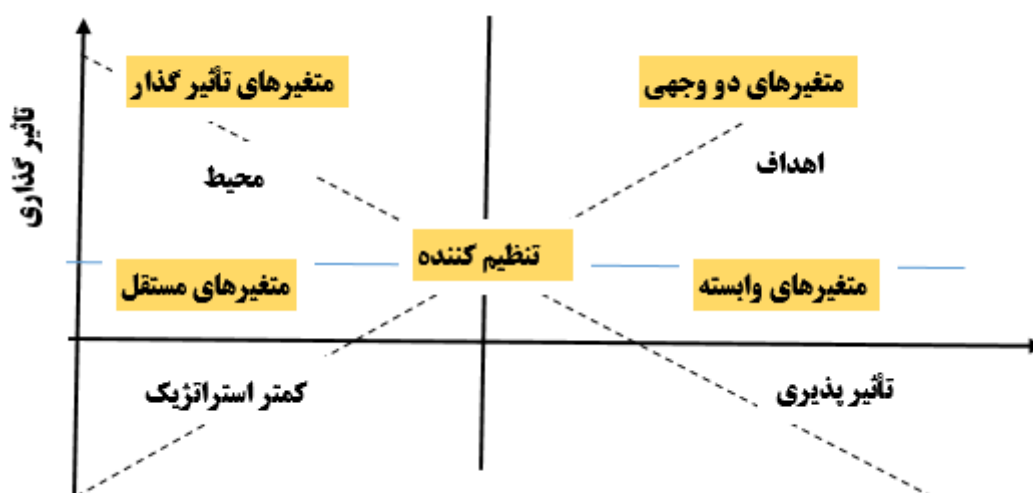 متغیرهای دو وجهی
متغیرهای تأثیر گذار
اهداف
محیط
تاثیر گذاری
تنظیم کننده
متغیرهای وابسته
متغیرهای مستقل
تأثیر پذیری
کمتر استراتژیک